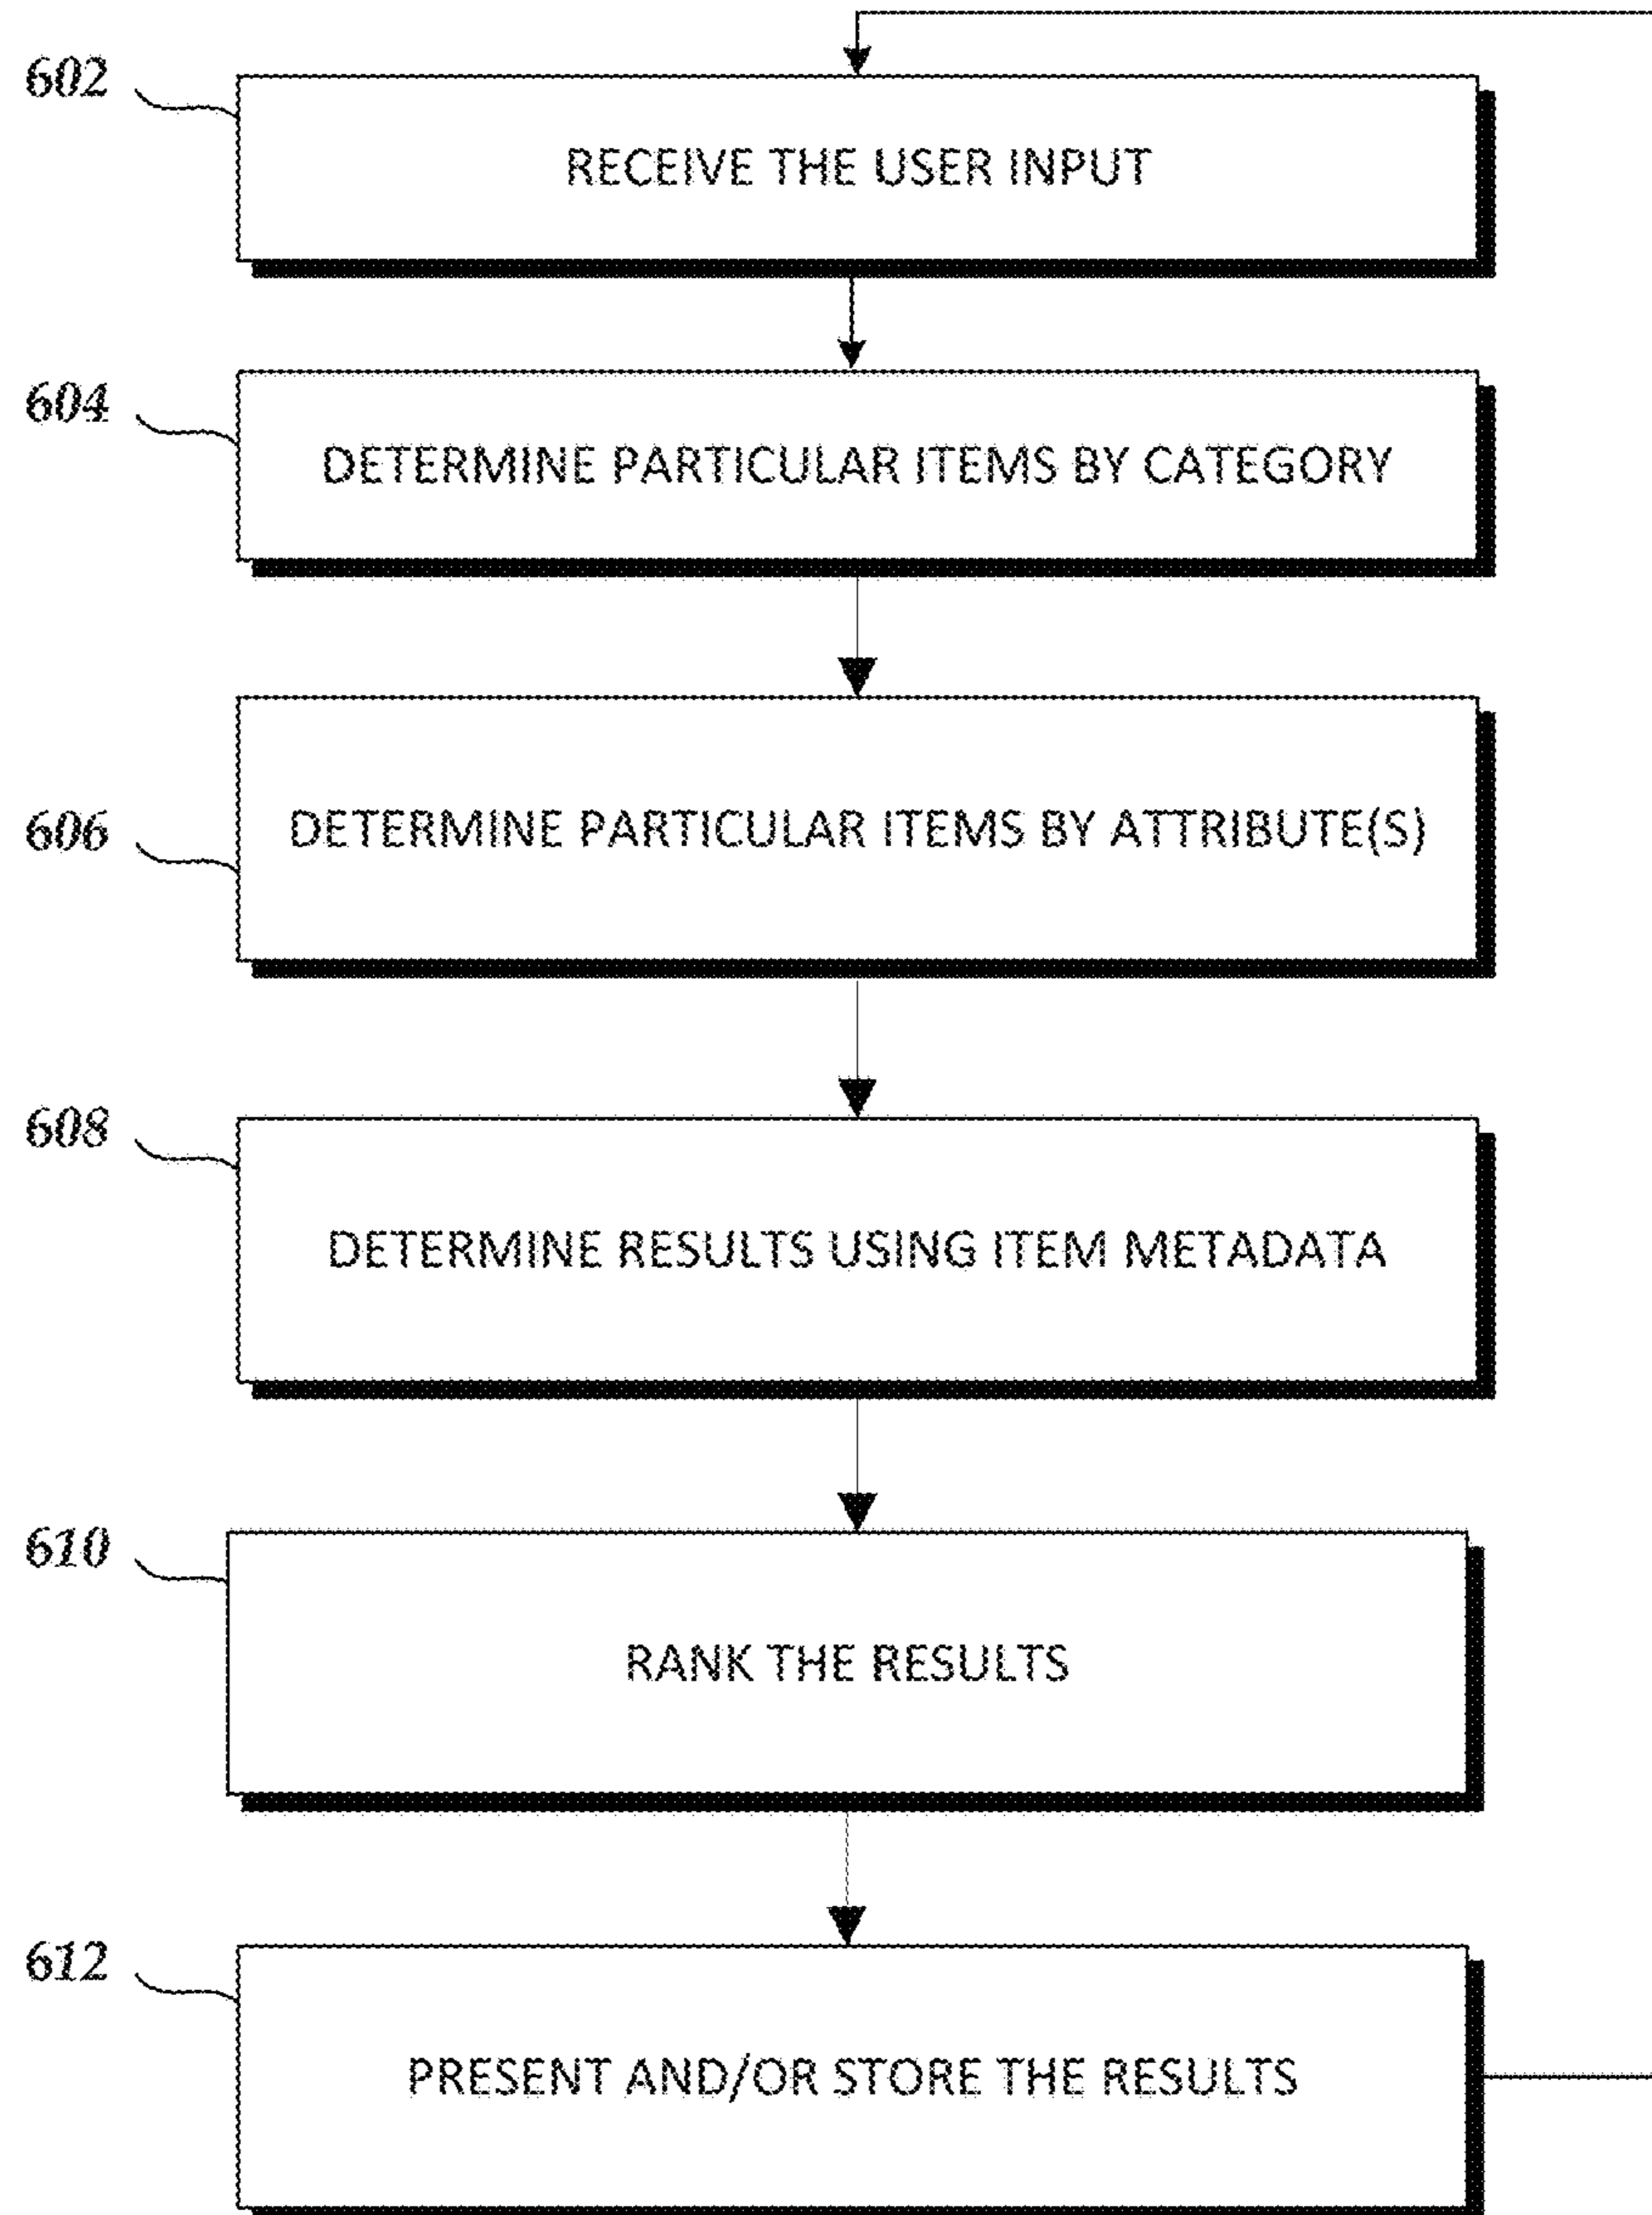 602
RECEIVE THE USER INPUT
604
DETERMINE PARTICULAR ITEMS BY CATEGORY
606
DETERMINE PARTICULAR ITEMS BY ATTRIBUTE(S)
608
DETERMINE RESULTS USING ITEM METADATA
610
RANK THE RESULTS
612
PRESENT AND/OR STORE THE RESULTS